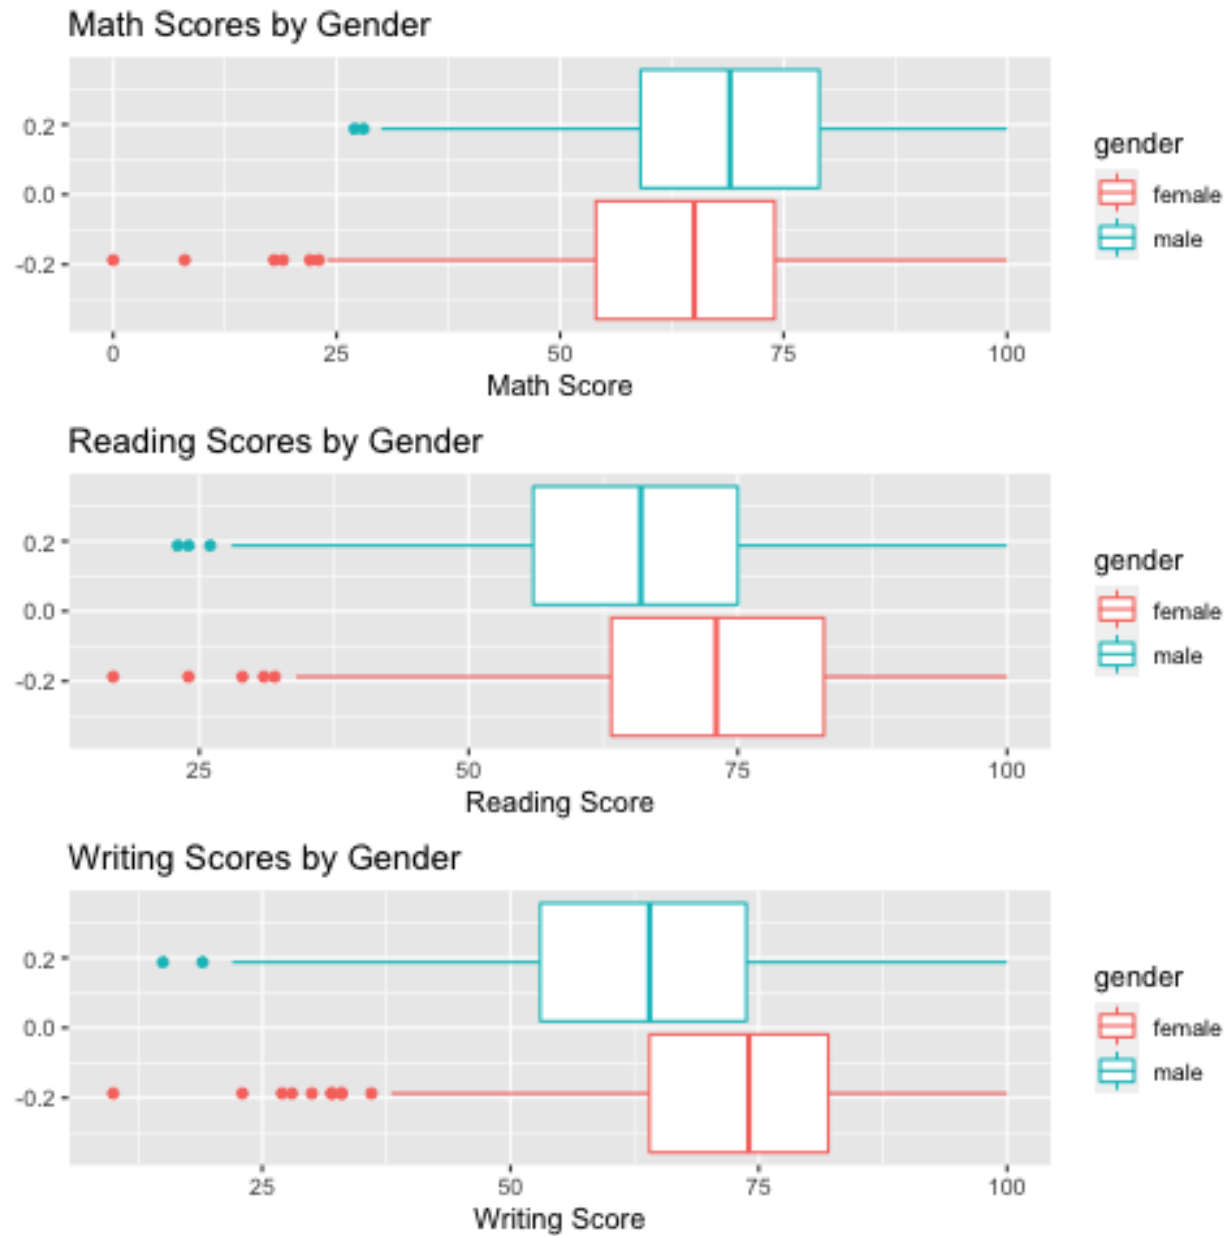 Math Scores by Gender
0.2
0.0
-0.2
0 25 50 75 100
Math Score
gender
female
male
Reading Scores by Gender
0.2
0.0
-0.2
25 50 75 100
Reading Score
gender
female
male
Writing Scores by Gender
0.2
0.0
-0.2
25 50 75 100
Writing Score
gender
female
male